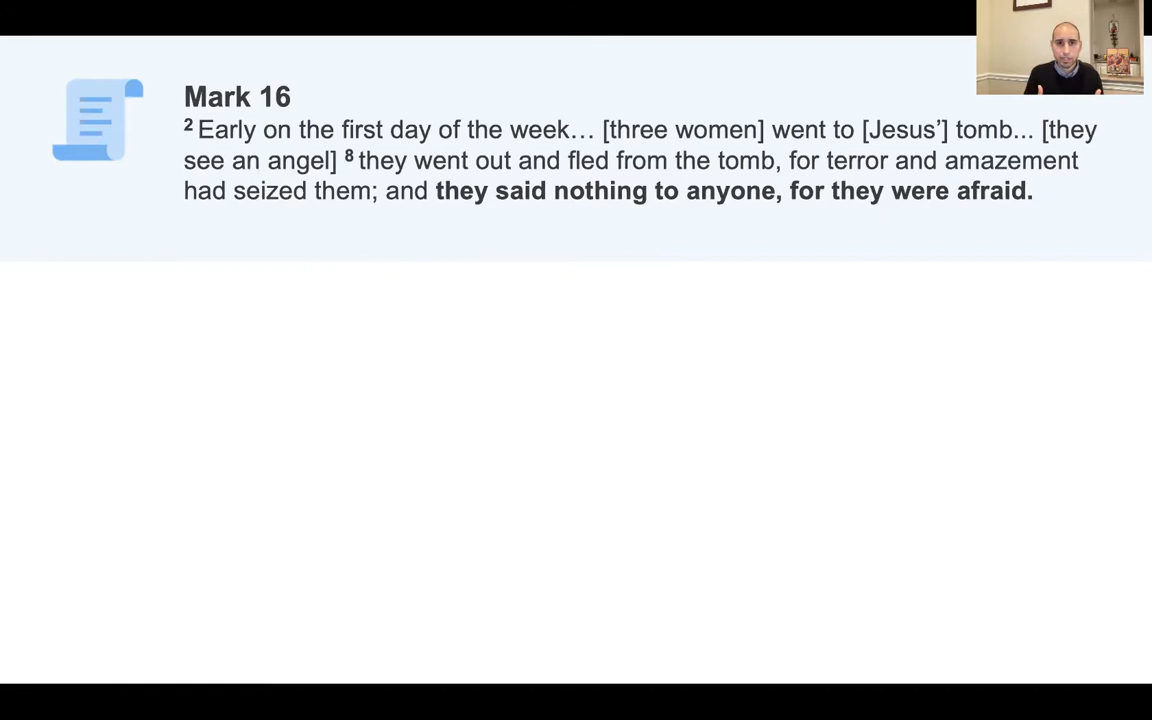 Mark 16
2 Early on the first day of the week… [three women] went to [Jesus’] tomb... [they
see an angel] 8 they went out and fled from the tomb, for terror and amazement
had seized them; and they said nothing to anyone, for they were afraid.